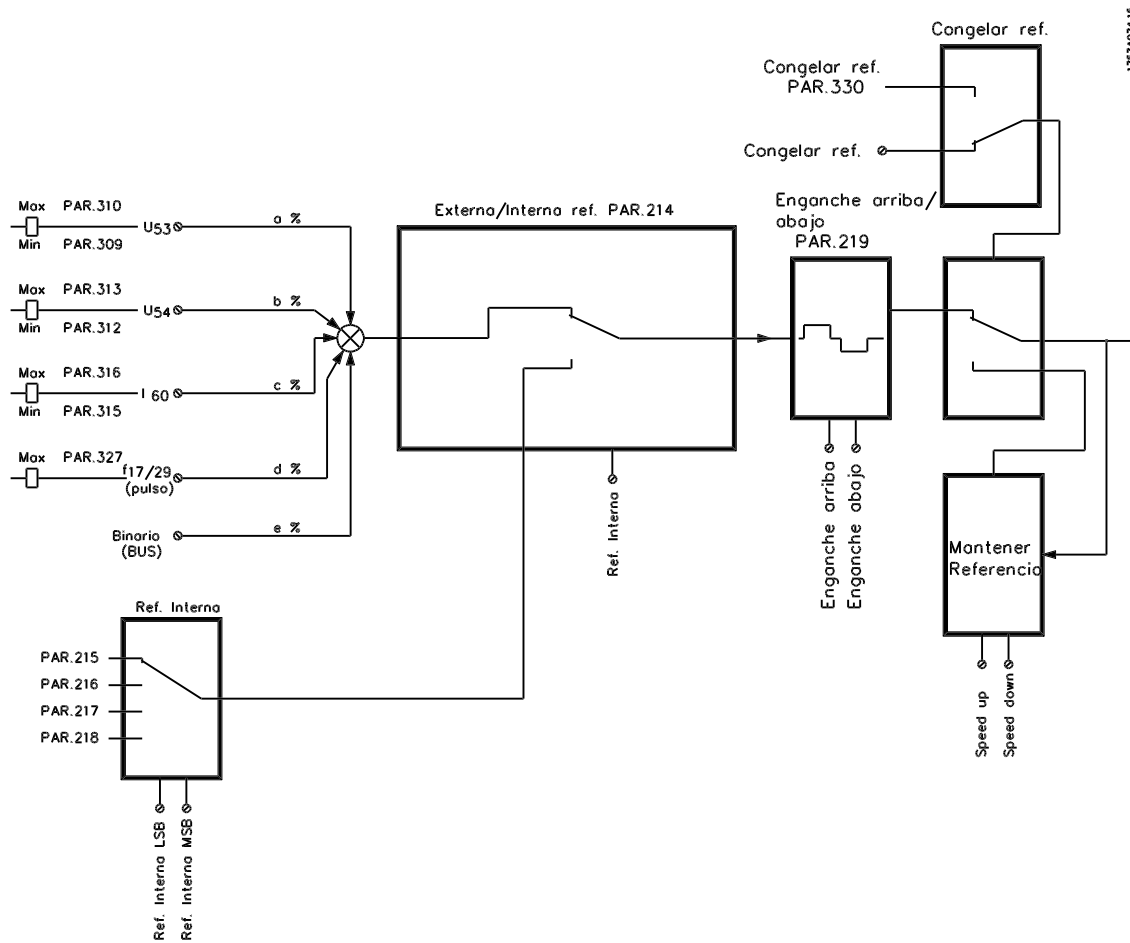 Congelar ref.
Congelar ref.
PAR.330
Congelar ref.
Enganche arriba/
abajo
PAR.219
Externa/Interna ref. PAR.214
Max PAR.310
U53
a %
Min PAR.309
Max PAR.313
U54
b %
Min PAR.312
Max PAR.316
I 60
c %
Min PAR.315
Max PAR.327
f17/29
(pulso)
d %
Binario
(BUS)
e %
Ref. Interna
Enganche arriba
Enganche abajo
Mantener
Referencia
Speed up
Speed down
Ref. Interna
PAR.215
PAR.216
PAR.217
PAR.218
Ref. Interna LSB
Ref. Interna MSB